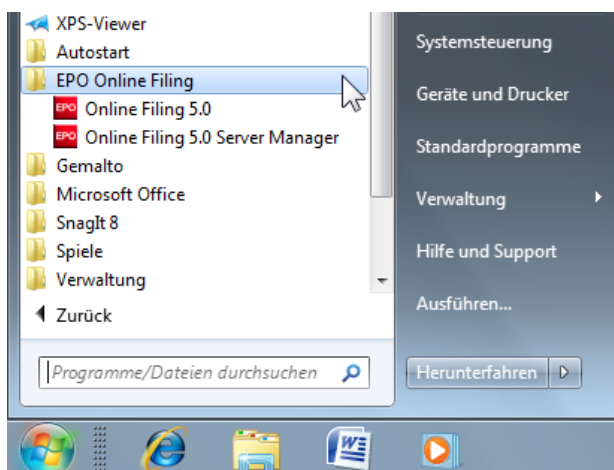 XPS-Viewer
Autostart
EPO Online Filing
EPO Online Filing 5.0
EPO Online Filing 5.0 Server Manager
Gemalto
Microsoft Office
SnagIt 8
Spiele
Verwaltung
Zurück
Programme/Dateien durchsuchen
Systemsteuerung
Geräte und Drucker
Standardprogramme
Verwaltung
Hilfe und Support
Ausführen...
Herunterfahren